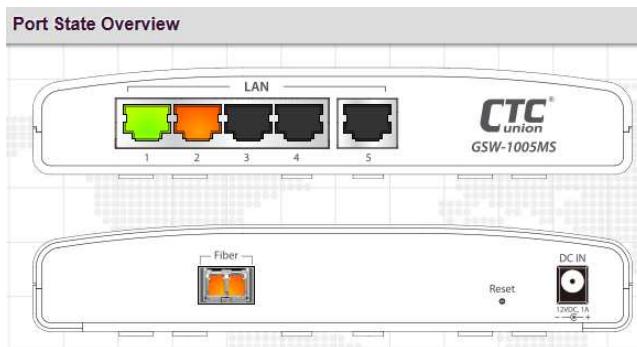 Port State Overview
LAN
1 2 3 4 5
CTC®
union
GSW-1005MS
Fiber
DC IN
Reset
12VDC, 1A
- +